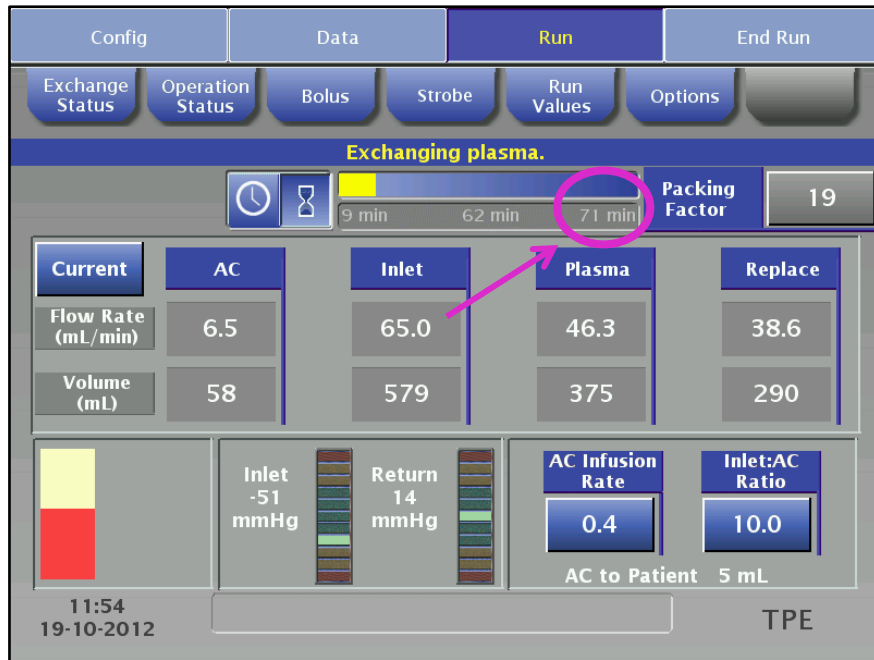 Config Data Run End Run
Exchange Status Operation Status Bolus Strobe Run Values Options
Exchanging plasma.
9 min 62 min 71 min Packing Factor 19
Current AC Inlet Plasma Replace
Flow Rate (mL/min) 6.5 65.0 46.3 38.6
Volume (mL) 58 579 375 290
Inlet -51 mmHg Return 14 mmHg
AC Infusion Rate Inlet:AC Ratio
0.4 10.0
AC to Patient 5 mL
11:54
19-10-2012
TPE